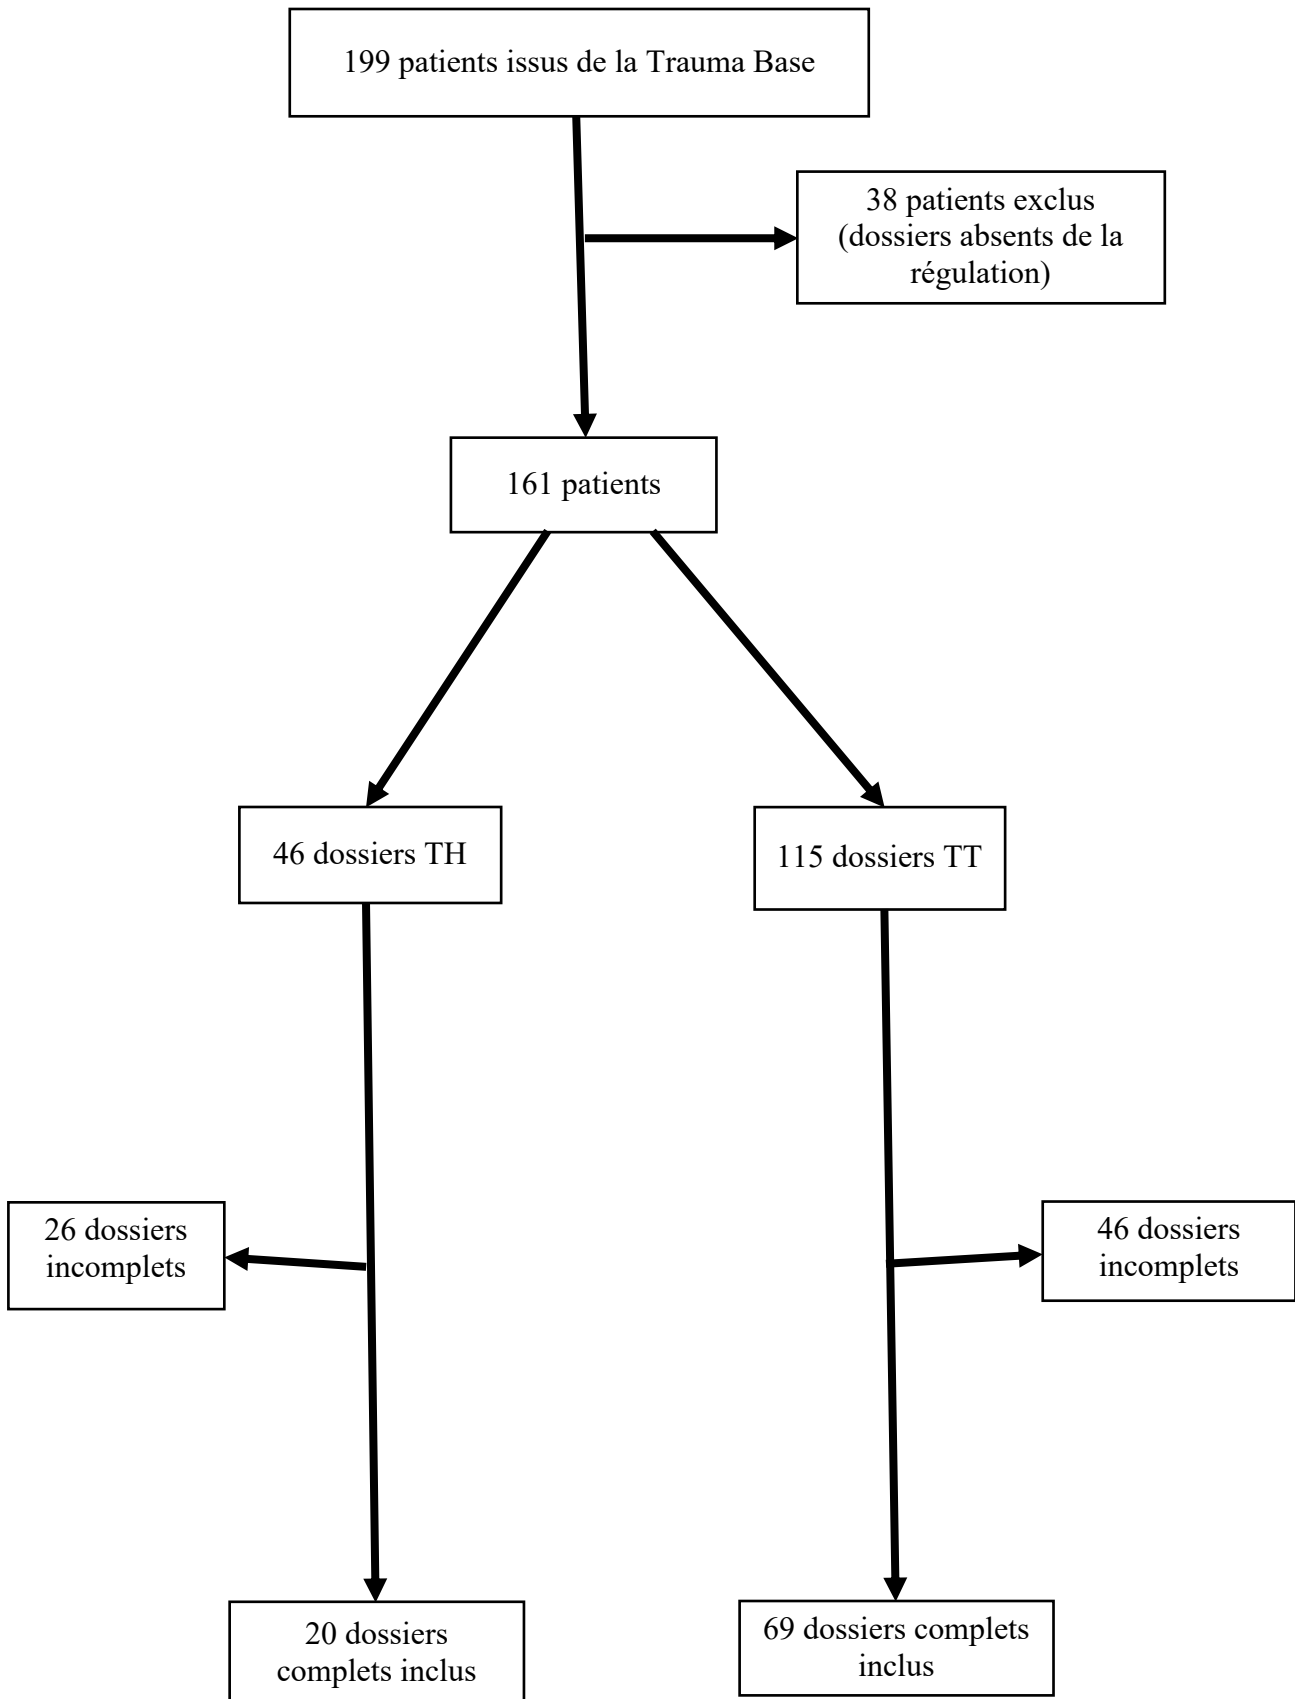 199 patients issus de la Trauma Base
38 patients exclus
(dossiers absents de la
régulation)
161 patients
46 dossiers TH
115 dossiers TT
26 dossiers
incomplets
46 dossiers
incomplets
20 dossiers
complets inclus
69 dossiers complets
inclus